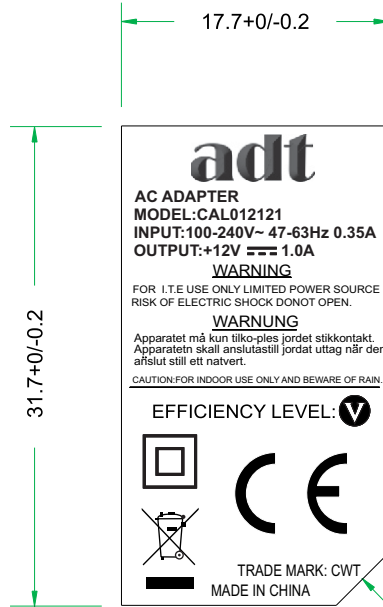 17.7+0/-0.2
31.7+0/-0.2
adt
AC ADAPTER
MODEL:CAL012121
INPUT:100-240V~ 47-63Hz 0.35A
OUTPUT:+12V ⎓ 1.0A
WARNING
FOR I.T.E USE ONLY LIMITED POWER SOURCE
RISK OF ELECTRIC SHOCK DONOT OPEN.
WARNUNG
Apparatet må kun tilko-ples jordet stikkontakt.
Apparatetn skall anslutastill jordat uttag når der
anslut still ett natvert.
CAUTION:FOR INDOOR USE ONLY AND BEWARE OF RAIN.
EFFICIENCY LEVEL: V
CE
TRADE MARK: CWT
MADE IN CHINA